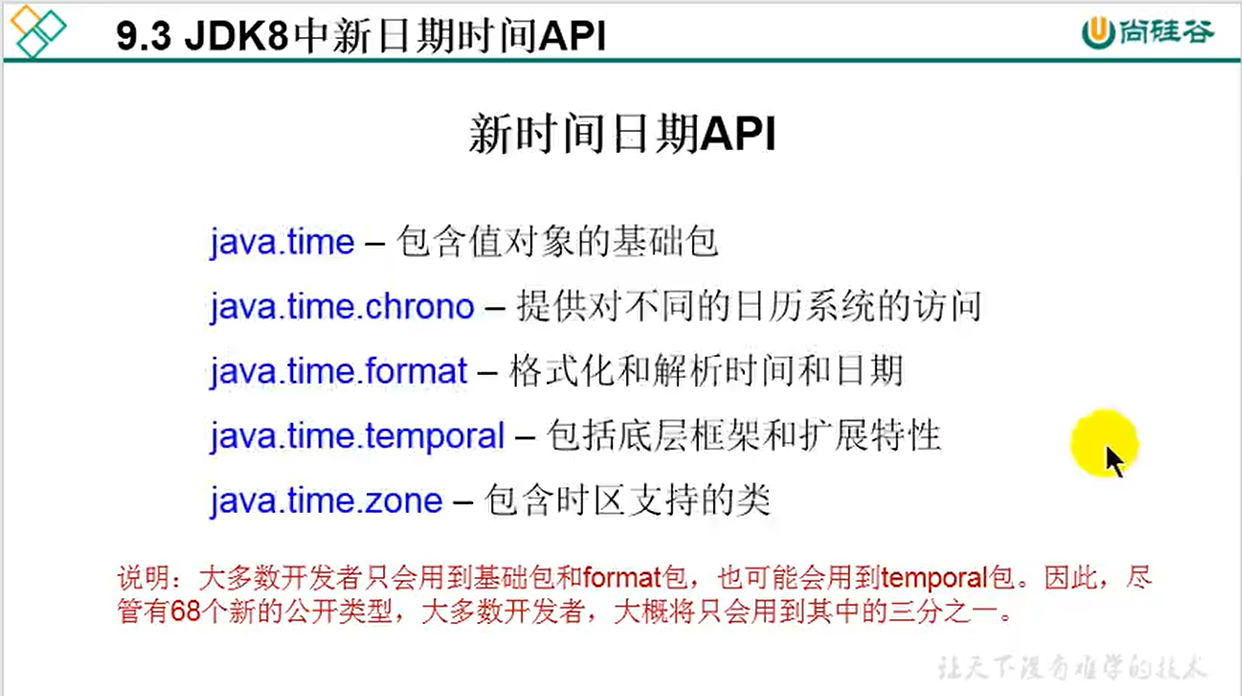 9.3 JDK8中新日期时间API
尚硅谷
新时间日期API
java.time – 包含值对象的基础包
java.time.chrono – 提供对不同的日历系统的访问
java.time.format – 格式化和解析时间和日期
java.time.temporal – 包括底层框架和扩展特性
java.time.zone – 包含时区支持的类
说明：大多数开发者只会用到基础包和format包，也可能会用到temporal包。因此，尽
管有68个新的公开类型，大多数开发者，大概将只会用到其中的三分之一。
让天下没有难学的技术